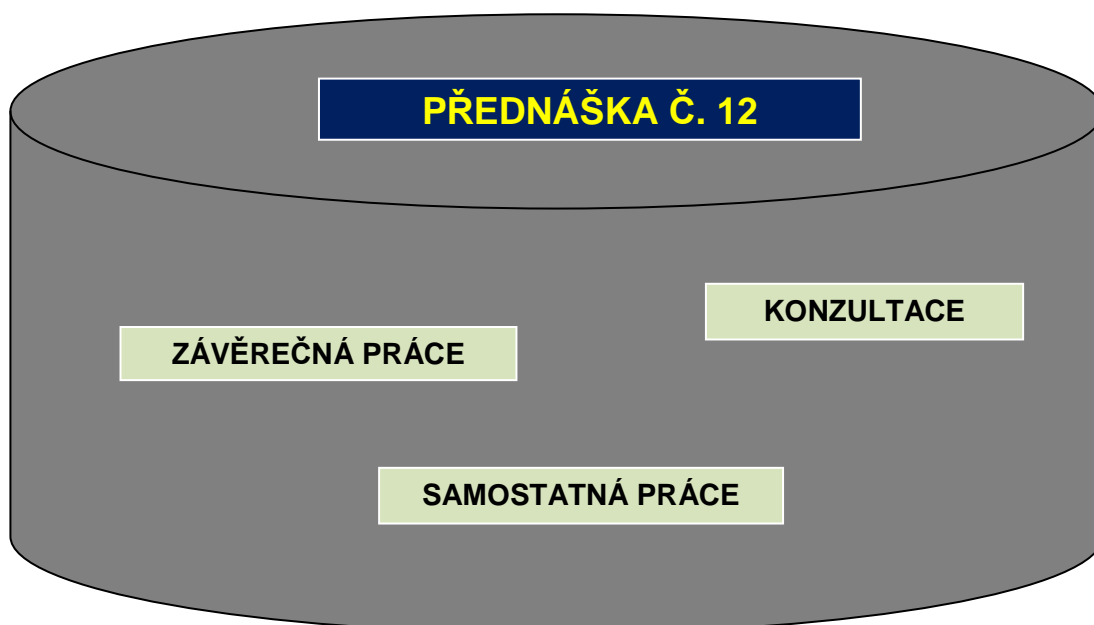 PŘEDNÁŠKA Č. 12
KONZULTACE
ZÁVĚREČNÁ PRÁCE
SAMOSTATNÁ PRÁCE